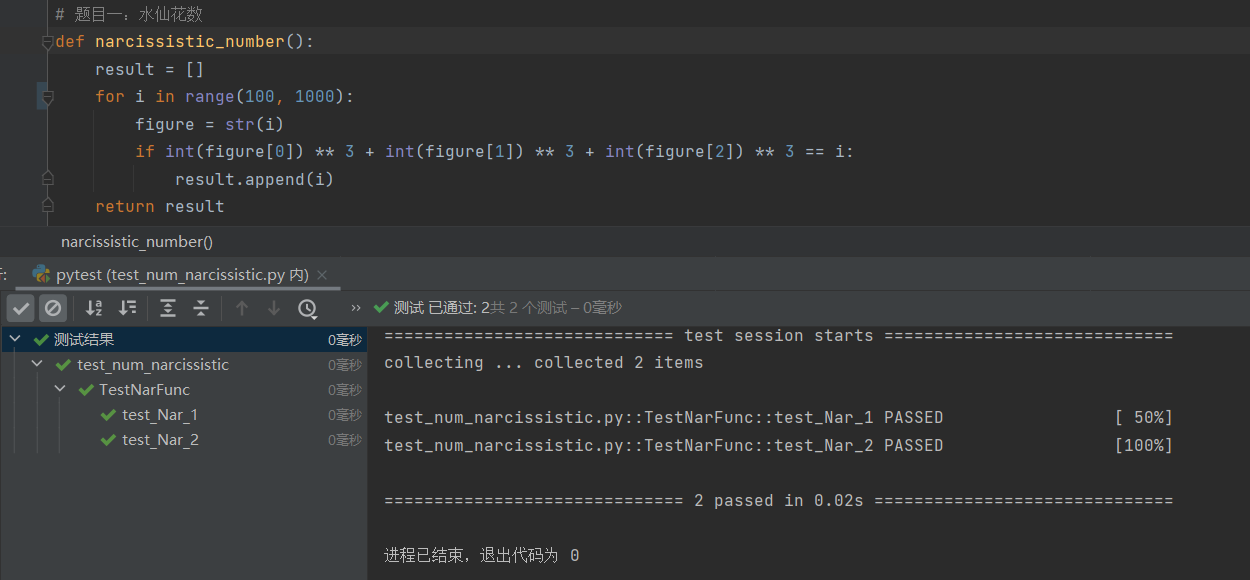 # 题目一：水仙花数
def narcissistic_number():
    result = []
    for i in range(100, 1000):
        figure = str(i)
        if int(figure[0]) ** 3 + int(figure[1]) ** 3 + int(figure[2]) ** 3 == i:
            result.append(i)
    return result
narcissistic_number()
pytest (test_num_narcissistic.py 内) ×
» 测试 已通过: 2共 2 个测试 – 0毫秒
测试结果 0毫秒
test_num_narcissistic 0毫秒
TestNarFunc 0毫秒
test_Nar_1 0毫秒
test_Nar_2 0毫秒
============================= test session starts =============================
collecting ... collected 2 items
test_num_narcissistic.py::TestNarFunc::test_Nar_1 PASSED                 [ 50%]
test_num_narcissistic.py::TestNarFunc::test_Nar_2 PASSED                 [100%]
============================== 2 passed in 0.02s ==============================
进程已结束，退出代码为 0